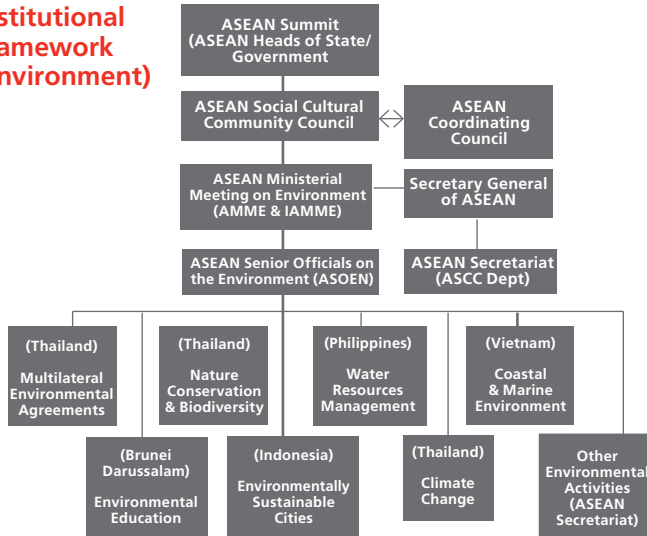 stitutional
amework
nvironment)
ASEAN Summit
(ASEAN Heads of State/
Government
ASEAN Social Cultural
Community Council
ASEAN
Coordinating
Council
ASEAN Ministerial
Meeting on Environment
(AMME & IAMME)
Secretary General
of ASEAN
ASEAN Senior Officials on
the Environment (ASOEN)
ASEAN Secretariat
(ASCC Dept)
(Thailand)
Multilateral
Environmental
Agreements
(Thailand)
Nature
Conservation
& Biodiversity
(Philippines)
Water
Resources
Management
(Vietnam)
Coastal
& Marine
Environment
(Brunei
Darussalam)
Environmental
Education
(Indonesia)
Environmentally
Sustainable
Cities
(Thailand)
Climate
Change
Other
Environmental
Activities
(ASEAN
Secretariat)